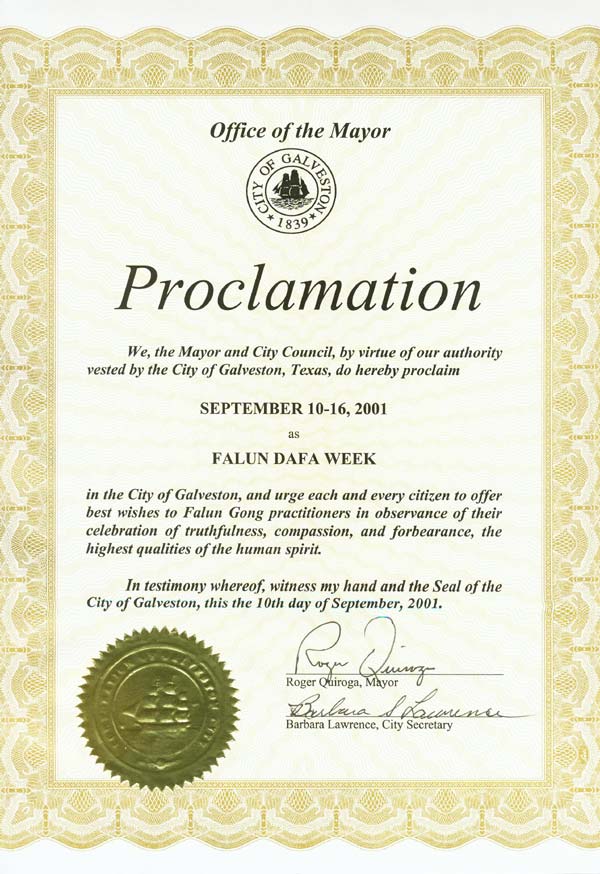 Office of the Mayor
CITY OF GALVESTON
★ 1839 ★
Proclamation
We, the Mayor and City Council, by virtue of our authority
vested by the City of Galveston, Texas, do hereby proclaim
SEPTEMBER 10-16, 2001
as
FALUN DAFA WEEK
in the City of Galveston, and urge each and every citizen to offer
best wishes to Falun Gong practitioners in observance of their
celebration of truthfulness, compassion, and forbearance, the
highest qualities of the human spirit.
In testimony whereof, witness my hand and the Seal of the
City of Galveston, this the 10th day of September, 2001.
Roger Quiroga
Roger Quiroga, Mayor
Barbara S Lawrence
Barbara Lawrence, City Secretary